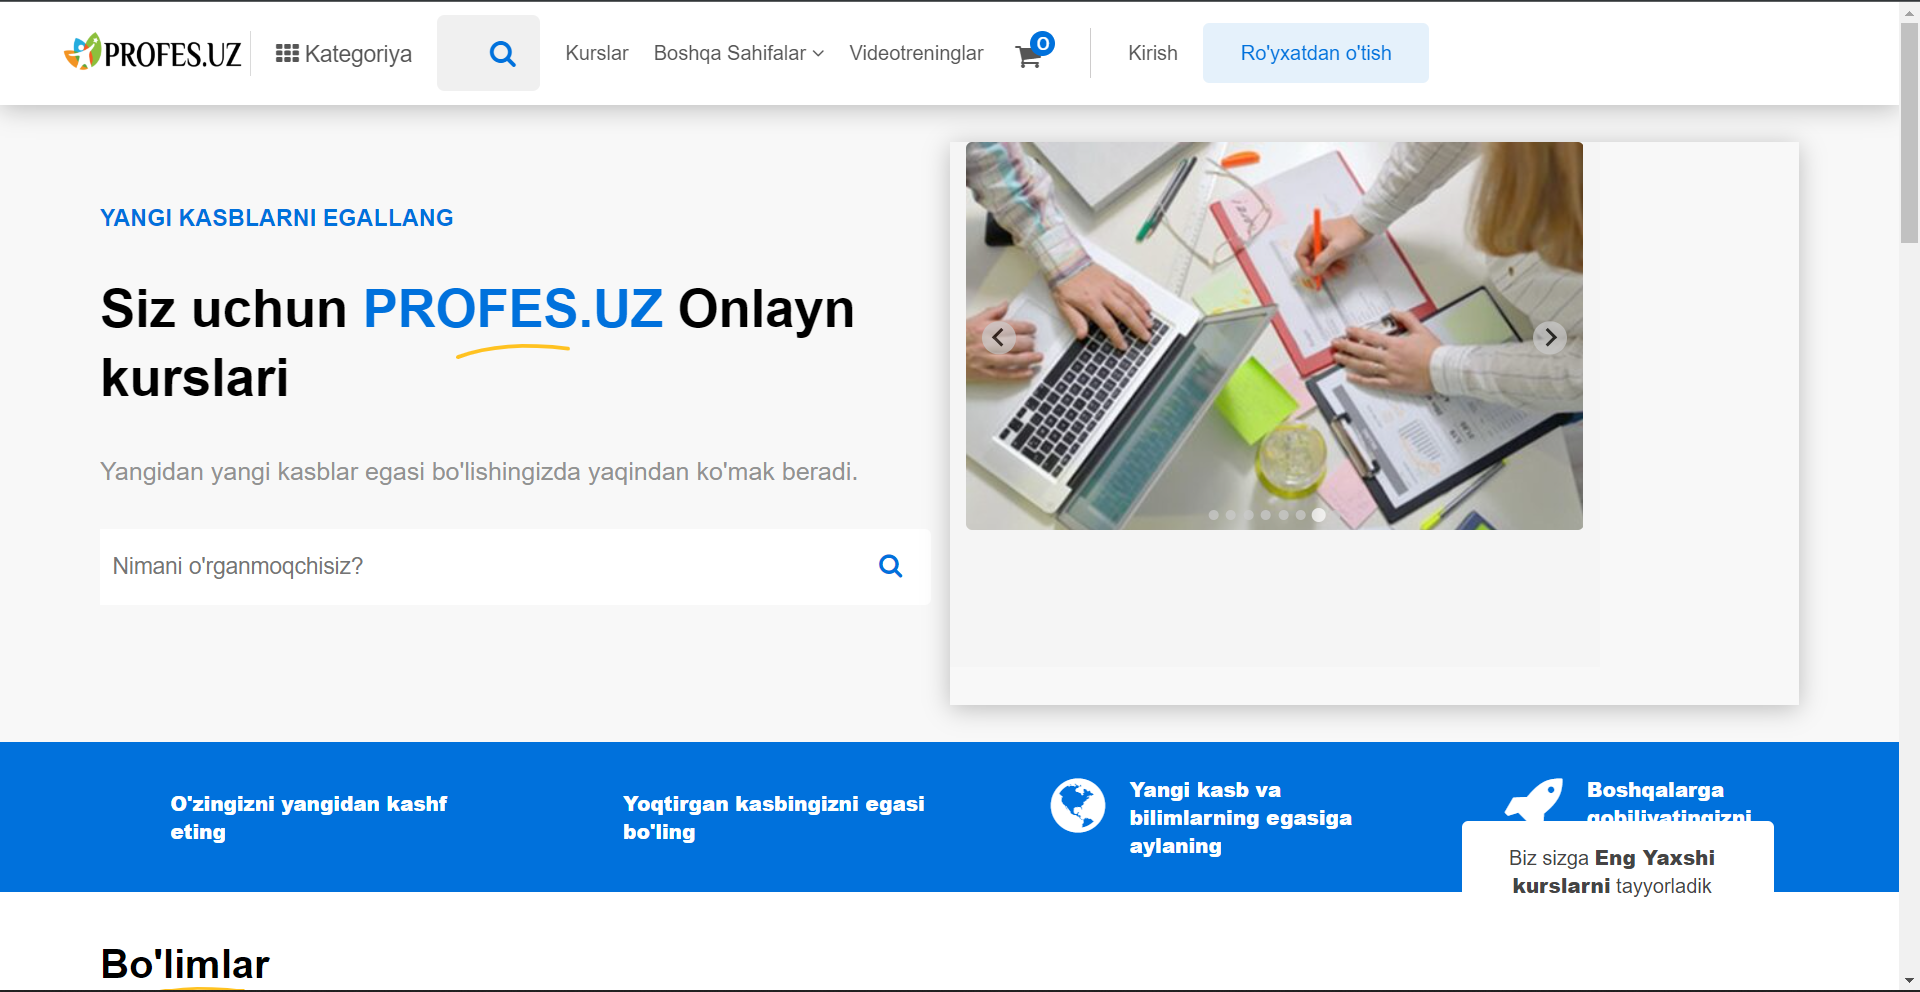 PROFES.UZ
Kategoriya
Kurslar
Boshqa Sahifalar
Videotreninglar
0
Kirish
Ro'yxatdan o'tish
YANGI KASBLARNI EGALLANG
Siz uchun PROFES.UZ Onlayn
kurslari
Yangidan yangi kasblar egasi bo'lishingizda yaqindan ko'mak beradi.
Nimani o'rganmoqchisiz?
O'zingizni yangidan kashf
eting
Yoqtirgan kasbingizni egasi
bo'ling
Yangi kasb va
bilimlarning egasiga
aylaning
Boshqalarga
qobiliyatingizni
Biz sizga Eng Yaxshi
kurslarni tayyorladik
Bo'limlar